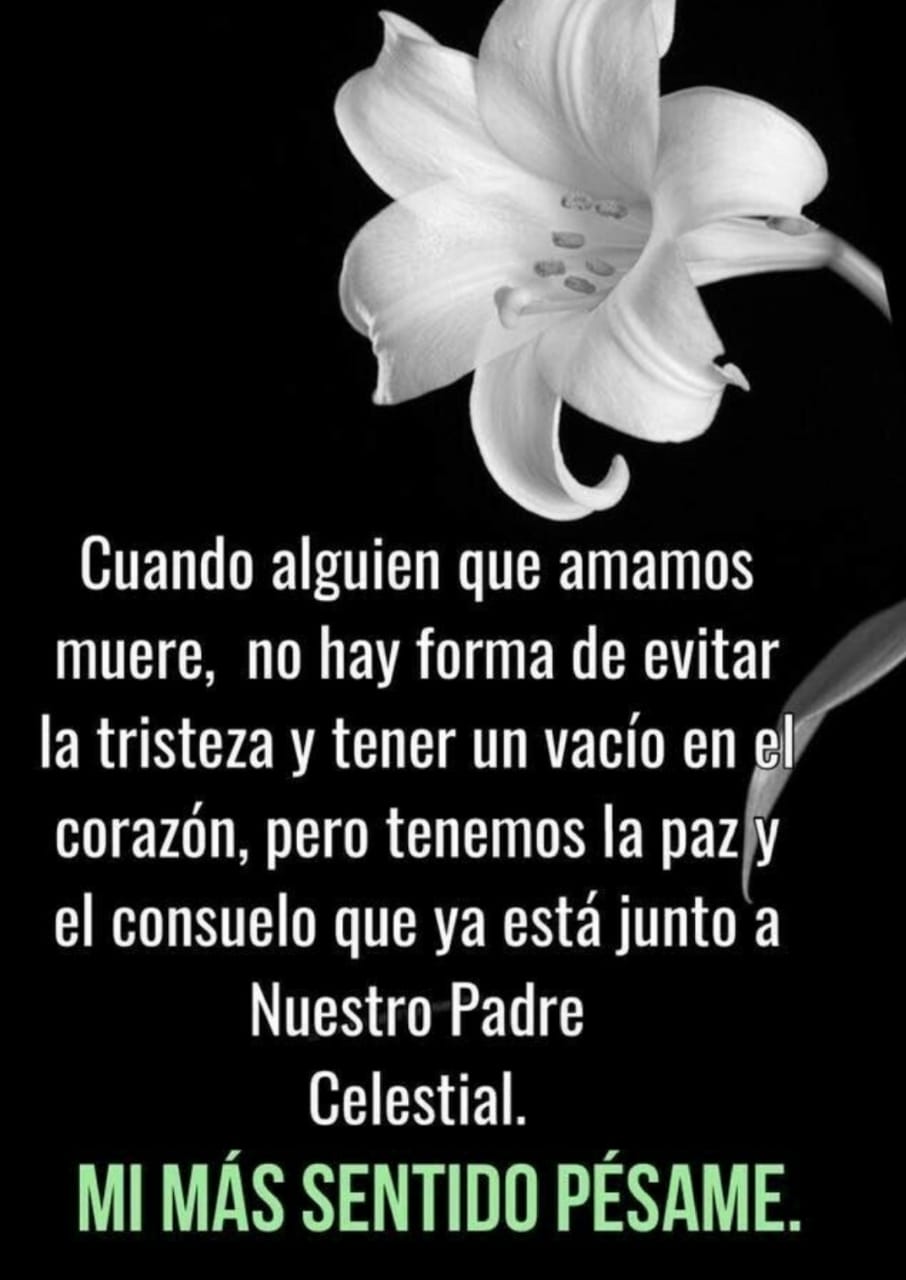 Cuando alguien que amamos
muere, no hay forma de evitar
la tristeza y tener un vacío en el
corazón, pero tenemos la paz y
el consuelo que ya está junto a
Nuestro Padre
Celestial.
MI MÁS SENTIDO PÉSAME.